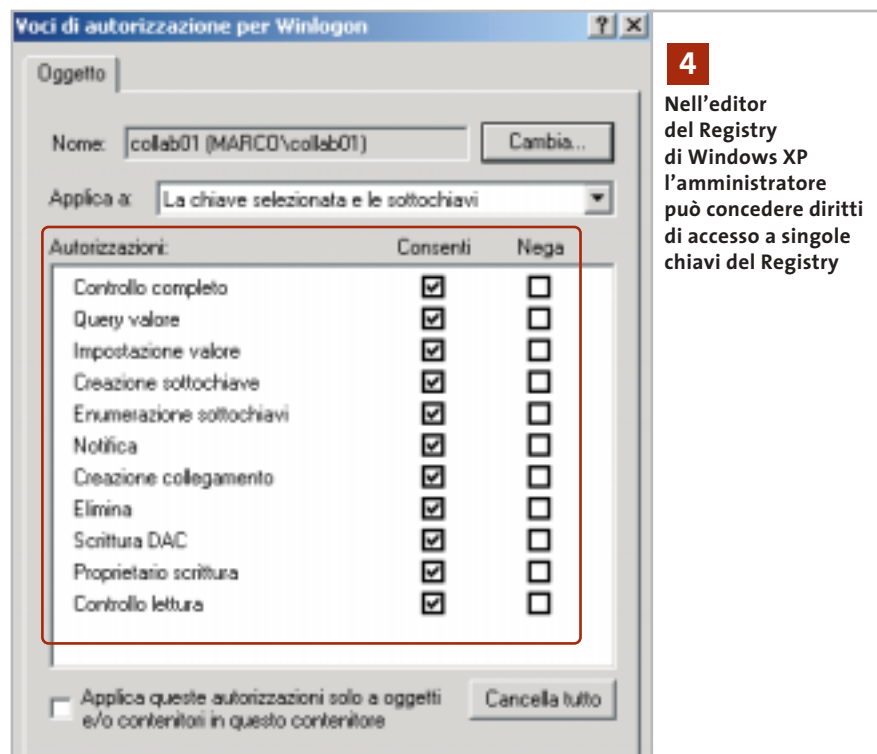 Voci di autorizzazione per Winlogon
Oggetto
Nome: collab01 (MARCO\collab01) Cambia...
Applica a: La chiave selezionata e le sottochiavi
Autorizzazioni: Consenti Nega
Controllo completo
Query valore
Impostazione valore
Creazione sottochiave
Enumerazione sottochiavi
Notifica
Creazione collegamento
Elimina
Scrittura DAC
Proprietario scrittura
Controllo lettura
Applica queste autorizzazioni solo a oggetti
e/o contenitori in questo contenitore
Cancella tutto
4
Nell'editor
del Registry
di Windows XP
l'amministratore
può concedere diritti
di accesso a singole
chiavi del Registry